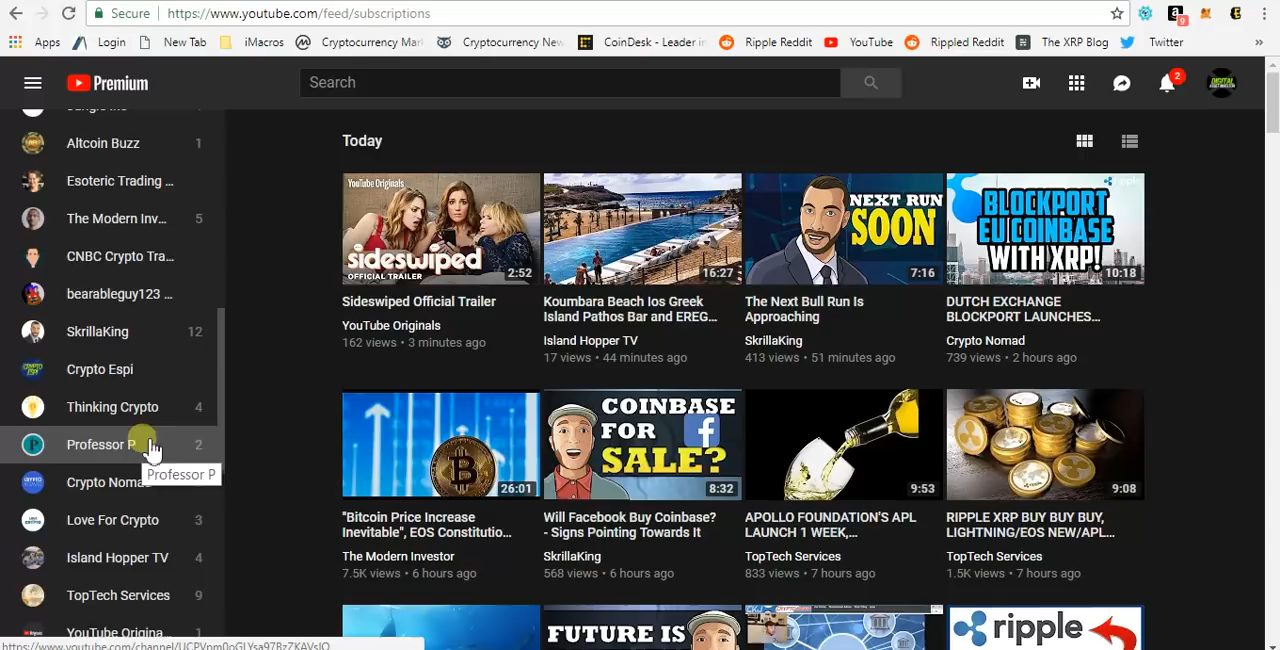 Secure
https://www.youtube.com/feed/subscriptions
9
Apps
Login
New Tab
iMacros
Cryptocurrency Mar
Cryptocurrency New
CoinDesk - Leader in
Ripple Reddit
YouTube
Rippled Reddit
The XRP Blog
Twitter
»
Premium
Search
2
Altcoin Buzz 1
Esoteric Trading ...
The Modern Inv... 5
CNBC Crypto Tra...
bearableguy123 ...
SkrillaKing 12
Crypto Espi
Thinking Crypto 4
Professor P 2
Professor P
Crypto Noma
Love For Crypto 3
Island Hopper TV 4
TopTech Services 9
YouTube Origina... 1
Today
YouTube Originals
sideswiped
OFFICIAL TRAILER
2:52
Sideswiped Official Trailer
YouTube Originals
162 views • 3 minutes ago
16:27
Koumbara Beach Ios Greek
Island Pathos Bar and EREG...
Island Hopper TV
17 views • 44 minutes ago
NEXT RUN
SOON
7:16
The Next Bull Run Is
Approaching
SkrillaKing
413 views • 51 minutes ago
ripple
BLOCKPORT
EU COINBASE
WITH XRP!
10:18
DUTCH EXCHANGE
BLOCKPORT LAUNCHES...
Crypto Nomad
739 views • 2 hours ago
26:01
"Bitcoin Price Increase
Inevitable", EOS Constitutio...
The Modern Investor
7.5K views • 6 hours ago
COINBASE
FOR
SALE?
8:32
Will Facebook Buy Coinbase?
- Signs Pointing Towards It
SkrillaKing
568 views • 6 hours ago
9:53
APOLLO FOUNDATION'S APL
LAUNCH 1 WEEK,...
TopTech Services
833 views • 7 hours ago
9:08
RIPPLE XRP BUY BUY BUY,
LIGHTNING/EOS NEW/APL...
TopTech Services
1.5K views • 7 hours ago
FUTURE IS
ripple